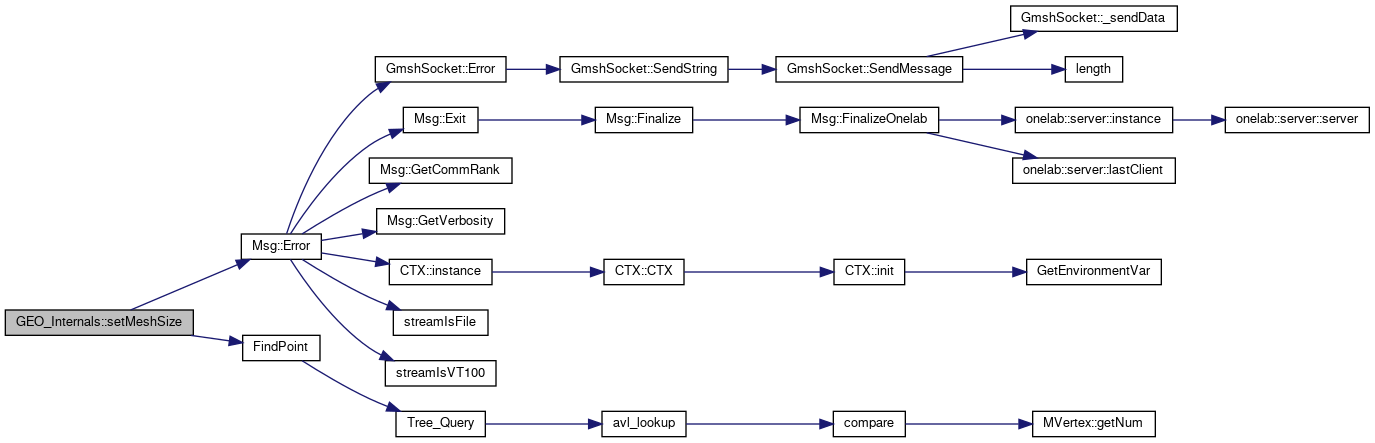 GmshSocket::_sendData
GmshSocket::Error
GmshSocket::SendString
GmshSocket::SendMessage
length
Msg::Exit
Msg::Finalize
Msg::FinalizeOnelab
onelab::server::instance
onelab::server::server
Msg::GetCommRank
onelab::server::lastClient
Msg::GetVerbosity
Msg::Error
CTX::instance
CTX::CTX
CTX::init
GetEnvironmentVar
GEO_Internals::setMeshSize
streamIsFile
FindPoint
streamIsVT100
Tree_Query
avl_lookup
compare
MVertex::getNum